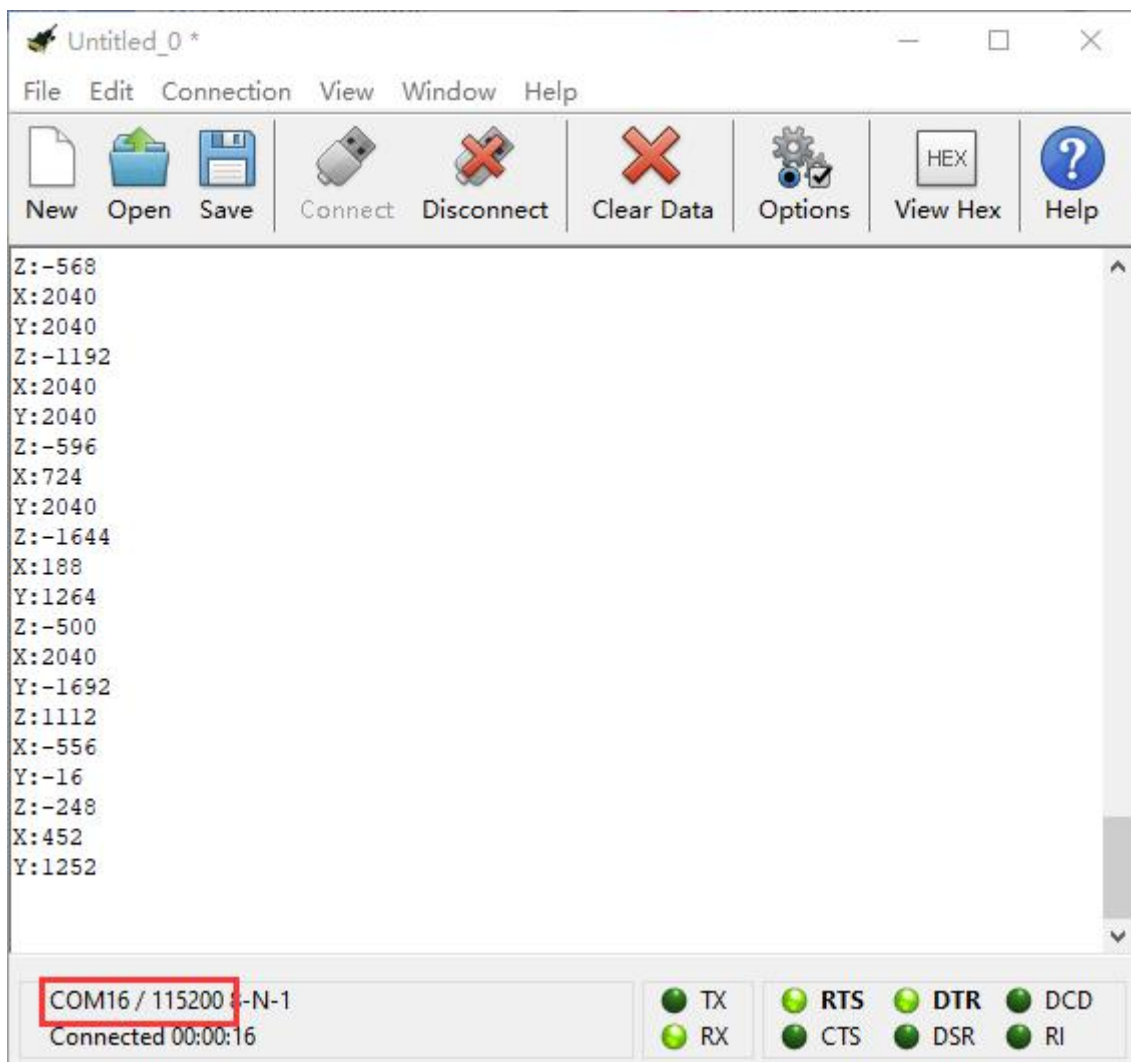 Untitled_0 *
File Edit Connection View Window Help
New Open Save Connect Disconnect Clear Data Options HEX View Hex ? Help
Z:-568
X:2040
Y:2040
Z:-1192
X:2040
Y:2040
Z:-596
X:724
Y:2040
Z:-1644
X:188
Y:1264
Z:-500
X:2040
Y:-1692
Z:1112
X:-556
Y:-16
Z:-248
X:452
Y:1252
COM16 / 115200 8-N-1
Connected 00:00:16
TX RTS DTR DCD
RX CTS DSR RI